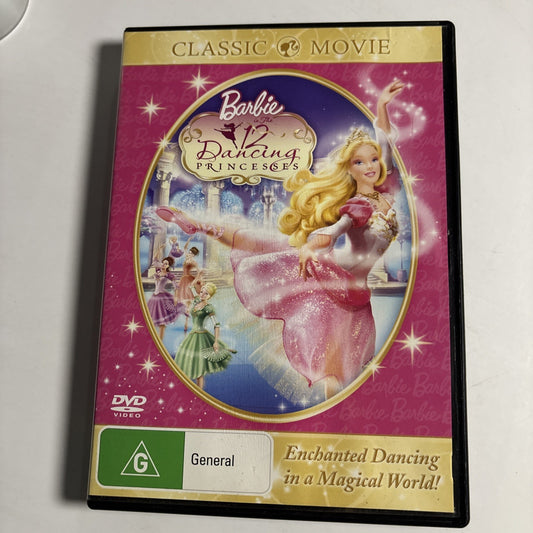 CLASSIC MOVIE
Barbie
in The
12
Dancing
PRINCESSES
DVD
VIDEO
G
General
Enchanted Dancing
in a Magical World!